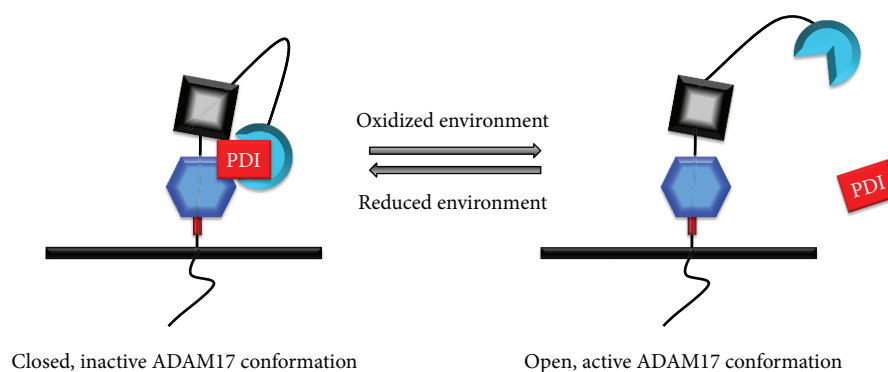 PDI
Oxidized environment
Reduced environment
PDI
Closed, inactive ADAM17 conformation
Open, active ADAM17 conformation